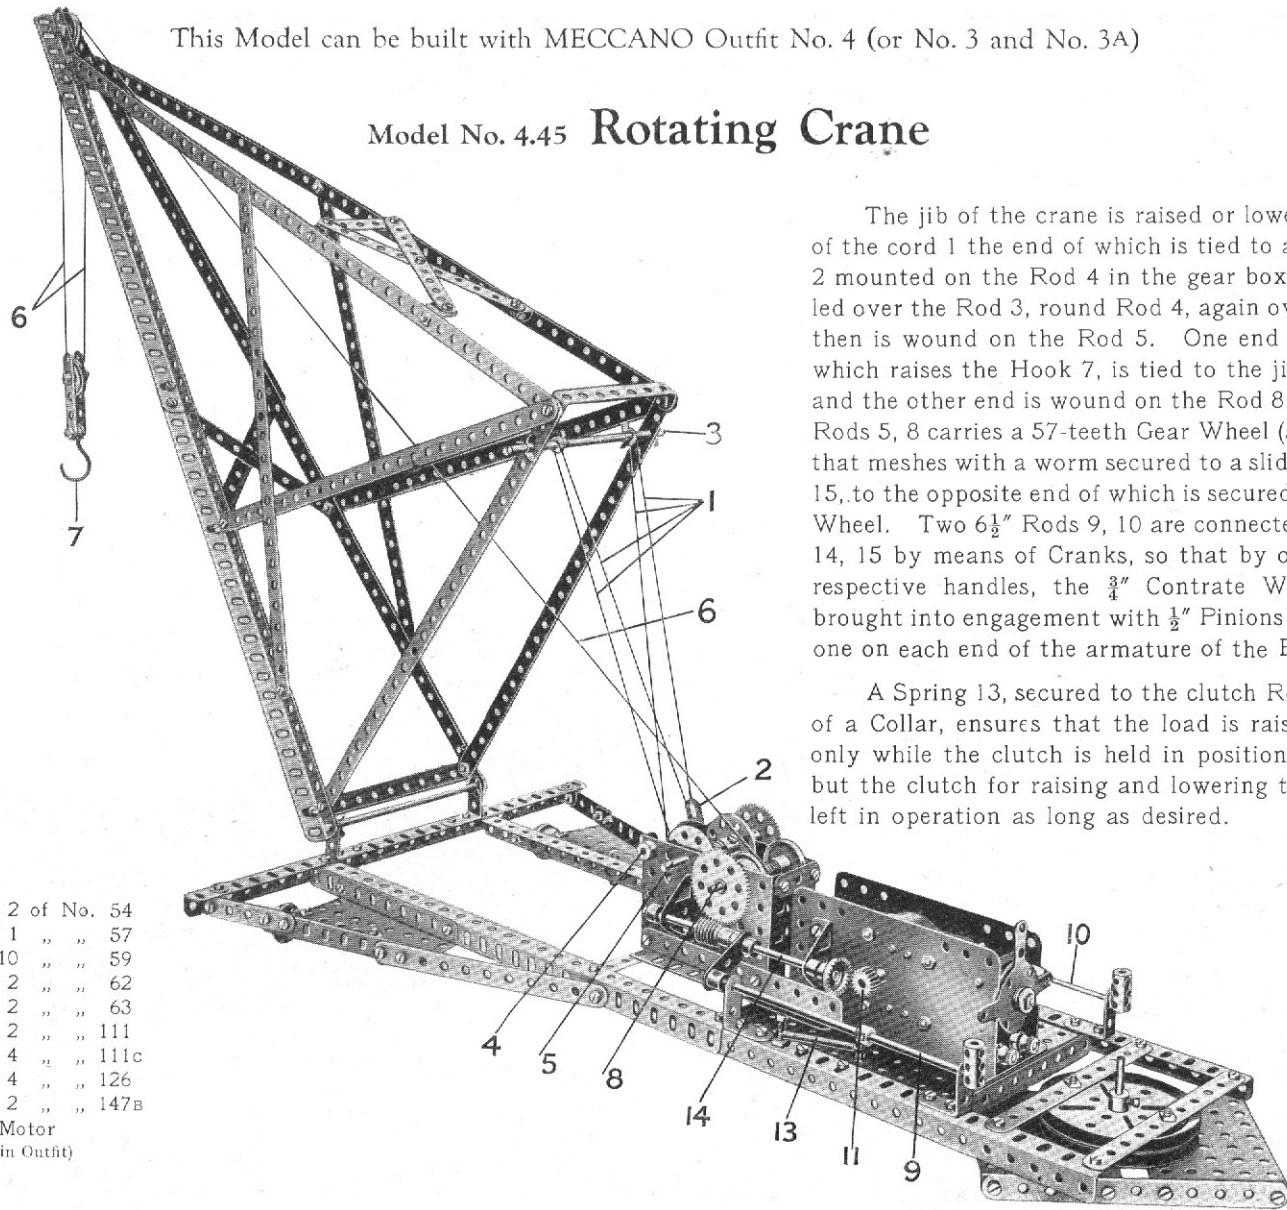 This Model can be built with MECCANO Outfit No. 4 (or No. 3 and No. 3A)
Model No. 4.45 Rotating Crane
The jib of the crane is raised or lowe
of the cord 1 the end of which is tied to a
2 mounted on the Rod 4 in the gear box
led over the Rod 3, round Rod 4, again ov
then is wound on the Rod 5. One end
which raises the Hook 7, is tied to the ji
and the other end is wound on the Rod 8
Rods 5, 8 carries a 57-teeth Gear Wheel (
that meshes with a worm secured to a slid
15, to the opposite end of which is secured
Wheel. Two 6½″ Rods 9, 10 are connecte
14, 15 by means of Cranks, so that by o
respective handles, the ¾″ Contrate W
brought into engagement with ½″ Pinions
one on each end of the armature of the E
A Spring 13, secured to the clutch R
of a Collar, ensures that the load is rais
only while the clutch is held in position
but the clutch for raising and lowering t
left in operation as long as desired.
6
7
3
1
6
2
10
4
5
8
14
13
11
9
2 of No. 54
1 „ „ 57
10 „ „ 59
2 „ „ 62
2 „ „ 63
2 „ „ 111
4 „ „ 111c
4 „ „ 126
2 „ „ 147B
Motor
in Outfit)